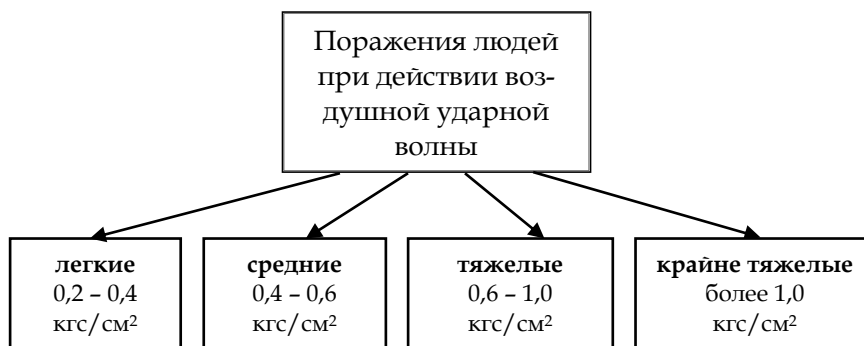 Поражения людей
при действии воз-
душной ударной
волны
легкие
0,2 – 0,4
кгс/см²
средние
0,4 – 0,6
кгс/см²
тяжелые
0,6 – 1,0
кгс/см²
крайне тяжелые
более 1,0
кгс/см²